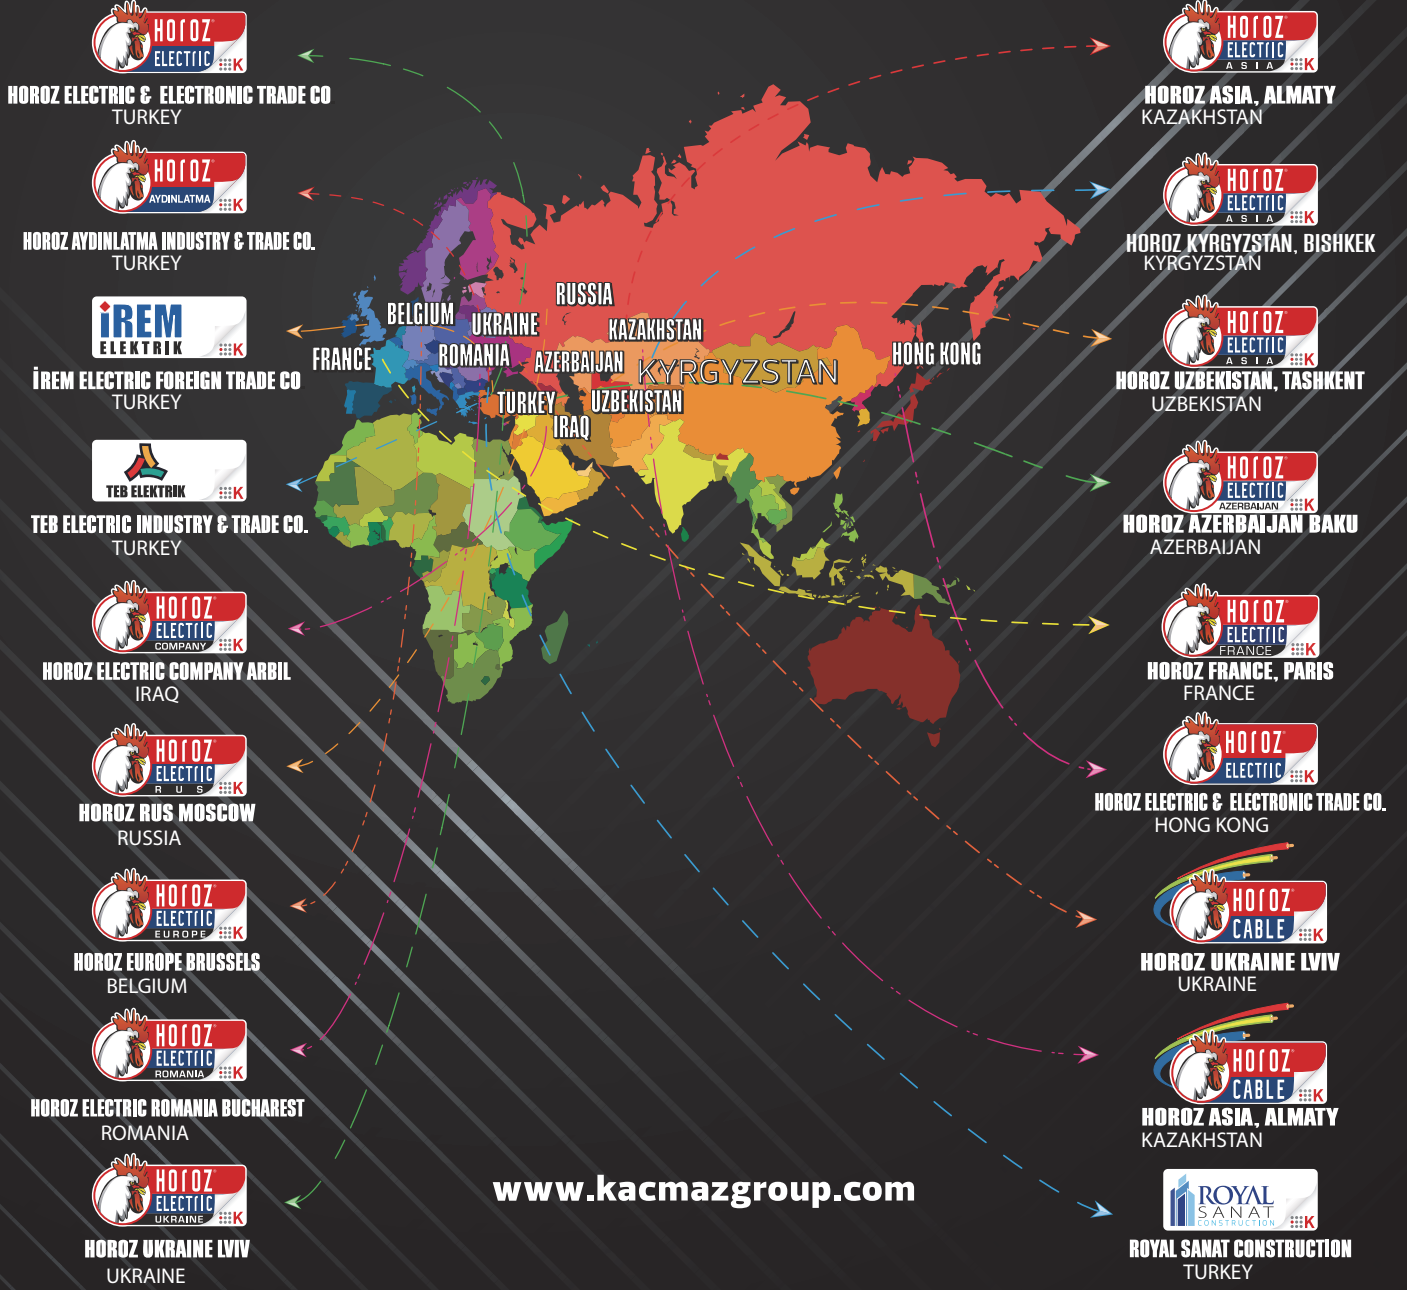 HOROZ
ELECTRIC
K
HOROZ ELECTRIC & ELECTRONIC TRADE CO
TURKEY
HOROZ
AYDINLATMA
K
HOROZ AYDINLATMA INDUSTRY & TRADE CO.
TURKEY
iREM
ELEKTRIK
K
İREM ELECTRIC FOREIGN TRADE CO
TURKEY
TEB ELEKTRIK
K
TEB ELECTRIC INDUSTRY & TRADE CO.
TURKEY
HOROZ
ELECTRIC
COMPANY
K
HOROZ ELECTRIC COMPANY ARBIL
IRAQ
HOROZ
ELECTRIC
R U S
K
HOROZ RUS MOSCOW
RUSSIA
HOROZ
ELECTRIC
EUROPE
K
HOROZ EUROPE BRUSSELS
BELGIUM
HOROZ
ELECTRIC
ROMANIA
K
HOROZ ELECTRIC ROMANIA BUCHAREST
ROMANIA
HOROZ
ELECTRIC
UKRAINE
K
HOROZ UKRAINE LVIV
UKRAINE
RUSSIA
BELGIUM
UKRAINE
KAZAKHSTAN
FRANCE
ROMANIA
AZERBAIJAN
KYRGYZSTAN
HONG KONG
TURKEY
UZBEKISTAN
IRAQ
www.kacmazgroup.com
HOROZ
ELECTRIC
A S I A
K
HOROZ ASIA, ALMATY
KAZAKHSTAN
HOROZ
ELECTRIC
A S I A
K
HOROZ KYRGYZSTAN, BISHKEK
KYRGYZSTAN
HOROZ
ELECTRIC
A S I A
K
HOROZ UZBEKISTAN, TASHKENT
UZBEKISTAN
HOROZ
ELECTRIC
AZERBAIJAN
K
HOROZ AZERBAIJAN BAKU
AZERBAIJAN
HOROZ
ELECTRIC
FRANCE
K
HOROZ FRANCE, PARIS
FRANCE
HOROZ
ELECTRIC
K
HOROZ ELECTRIC & ELECTRONIC TRADE CO.
HONG KONG
HOROZ
CABLE
K
HOROZ UKRAINE LVIV
UKRAINE
HOROZ
CABLE
K
HOROZ ASIA, ALMATY
KAZAKHSTAN
ROYAL
SANAT
CONSTRUCTION
K
ROYAL SANAT CONSTRUCTION
TURKEY